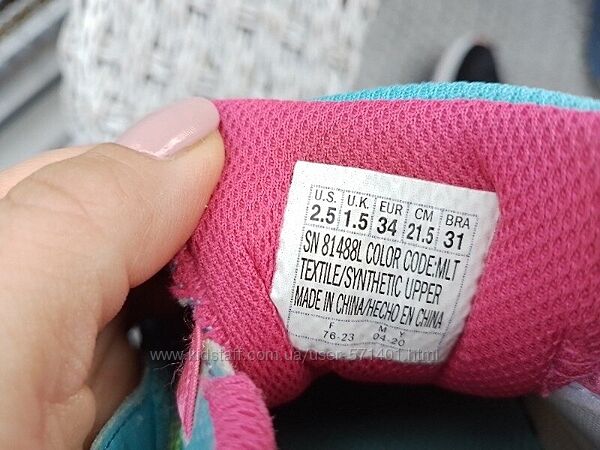 U.S. U.K. EUR CM BRA
2.5 1.5 34 21.5 31
SN 81488L COLOR CODE:MLT
TEXTILE/SYNTHETIC UPPER
MADE IN CHINA/HECHO EN CHINA
F M Y
76-23 04-20
www.kidstaff.com.ua/user-571401.html